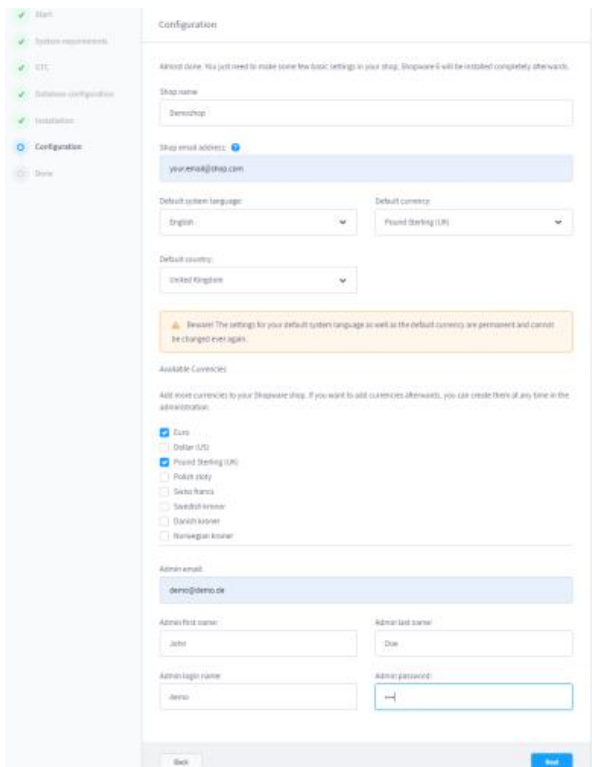 Start
System requirements
GTC
Database configuration
Installation
Configuration
Done
Configuration
Almost done. You just need to make some few basic settings in your shop, Shopware 6 will be installed completely afterwards.
Shop name
Demoshop
Shop email address:
your.email@shop.com
Default system language:
Default currency:
English
Pound Sterling (UK)
Default country:
United Kingdom
Beware! The settings for your default system language as well as the default currency are permanent and cannot
be changed ever again.
Available Currencies
Add more currencies to your Shopware shop. If you want to add currencies afterwards, you can create them at any time in the
administration.
Euro
Dollar (US)
Pound Sterling (UK)
Polish złoty
Swiss francs
Swedish kronor
Danish kroner
Norwegian kroner
Admin email:
demo@demo.de
Admin first name:
Admin last name:
John
Doe
Admin login name:
Admin password:
demo
Back
Next